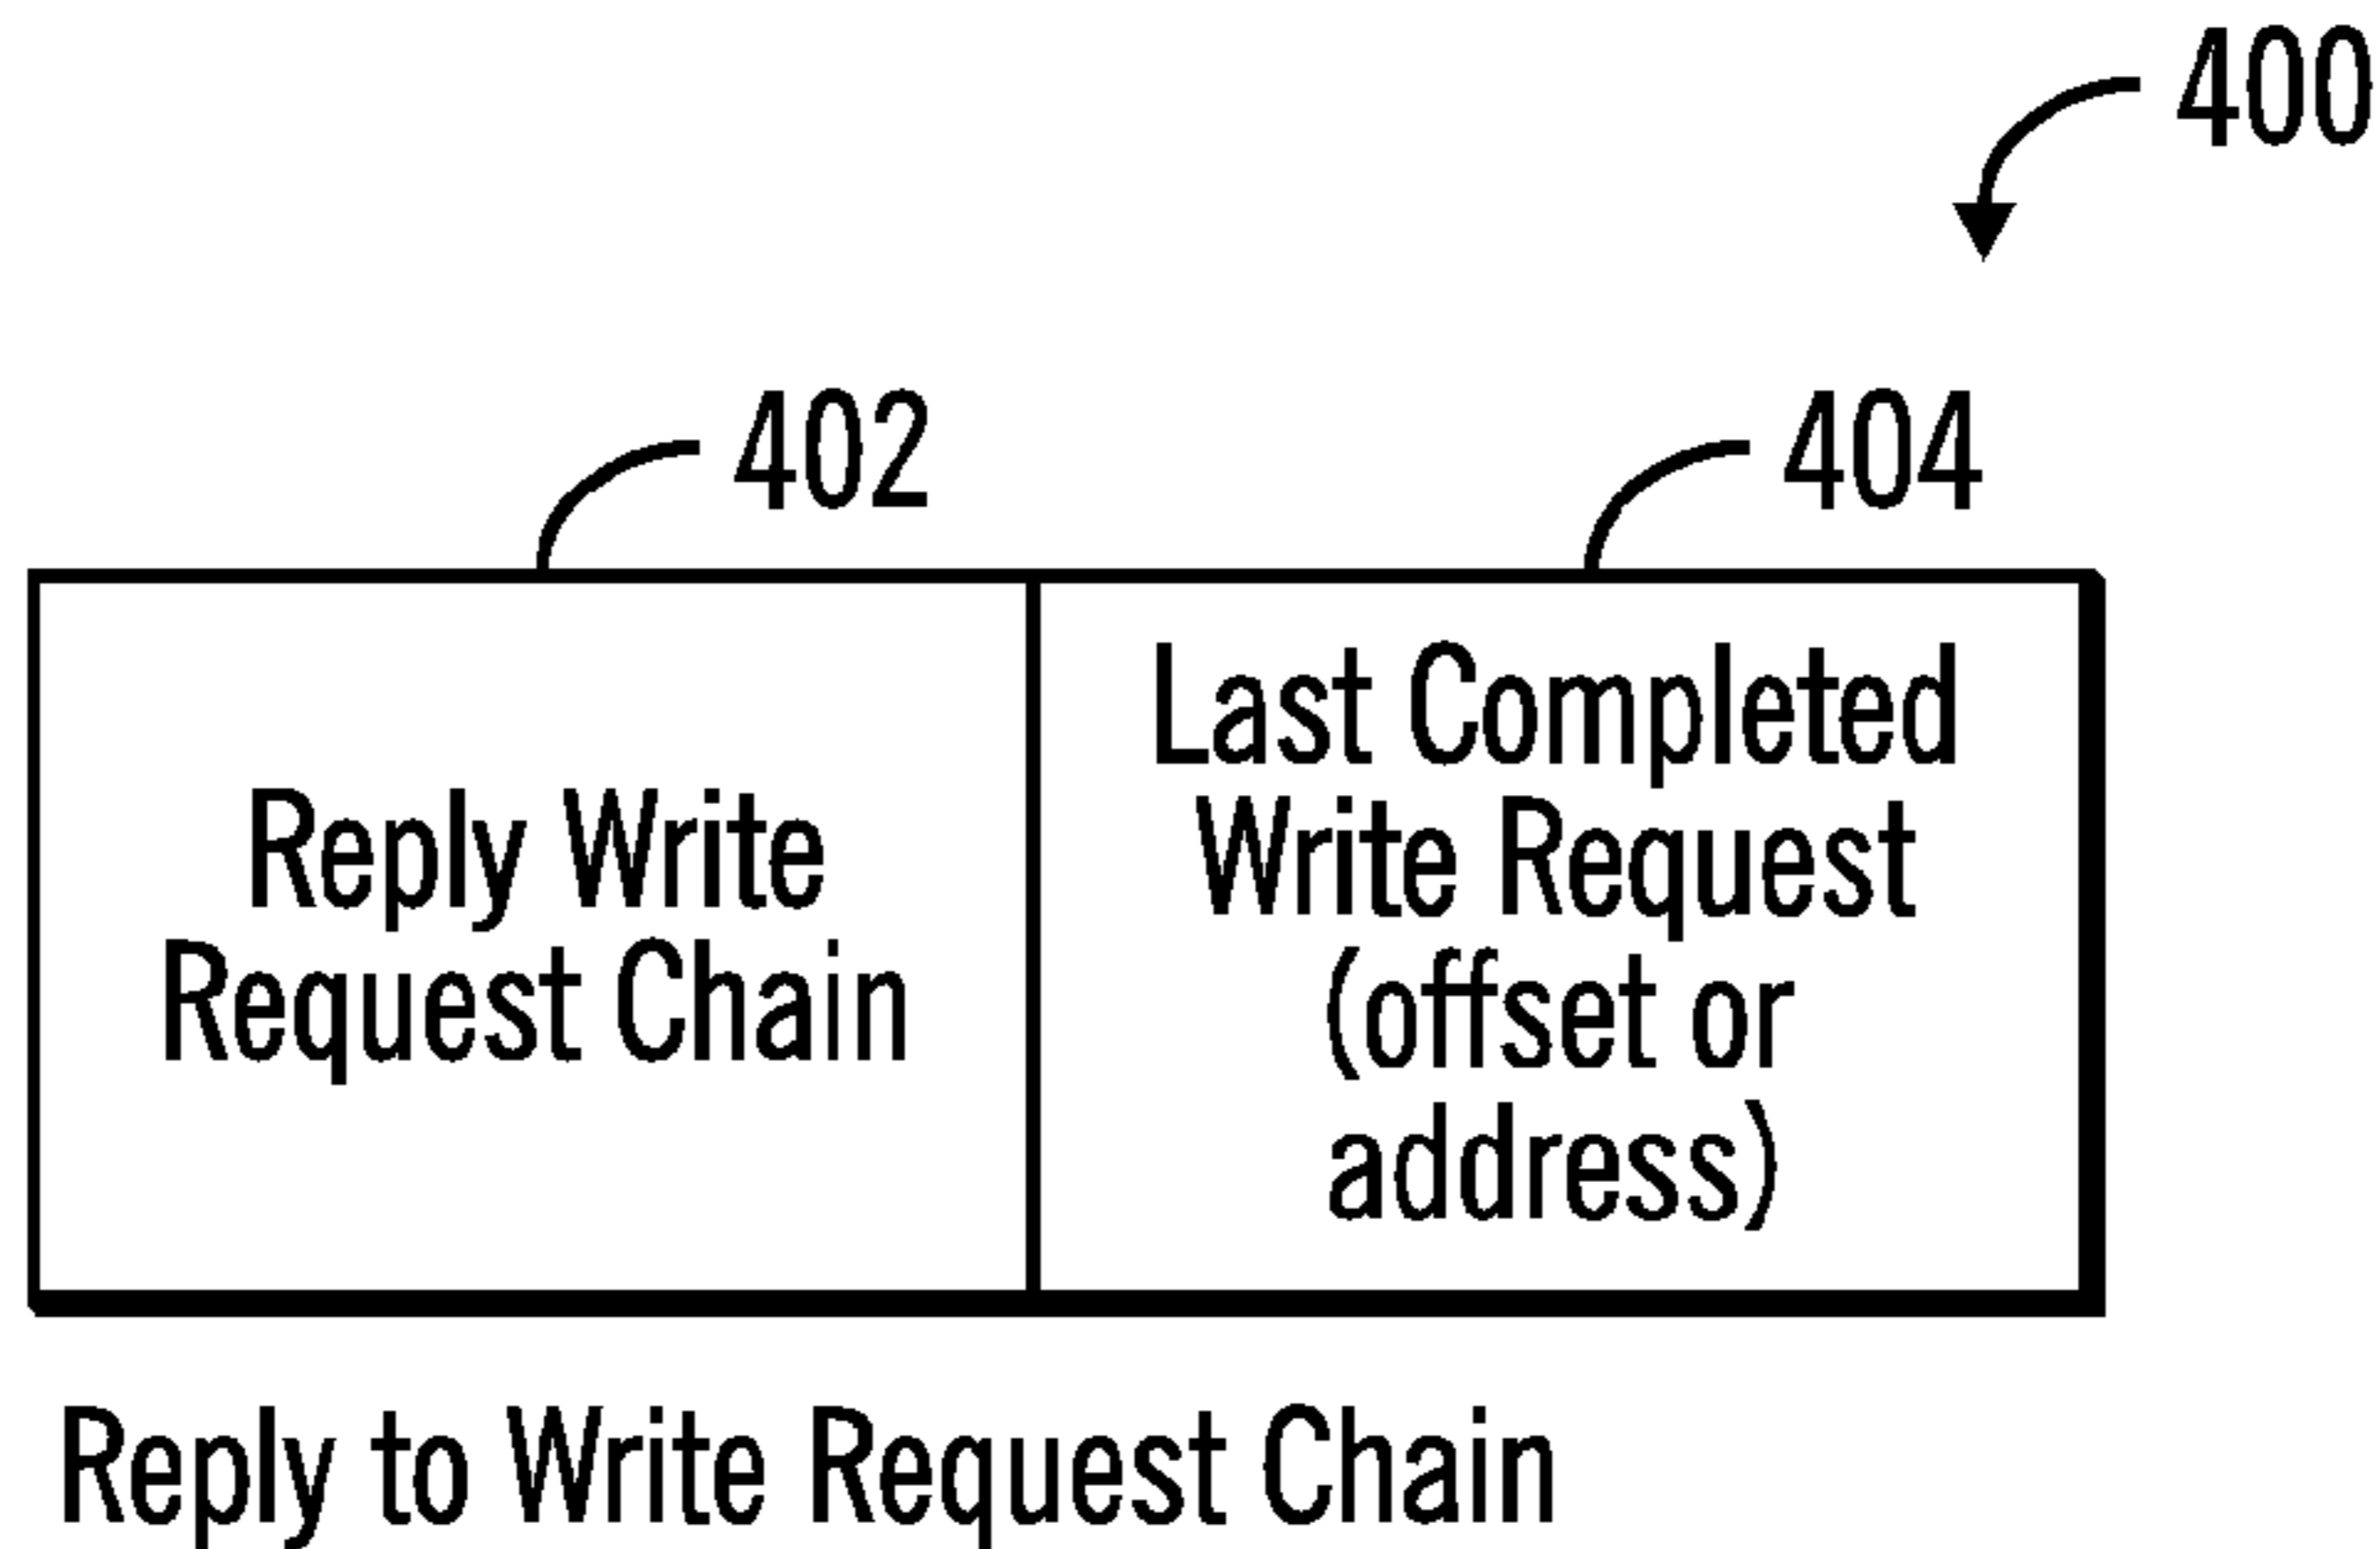 400
402
404
Reply Write
Request Chain
Last Completed
Write Request
(offset or
address)
Reply to Write Request Chain